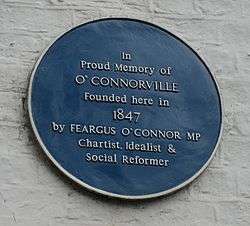 In
Proud Memory of
O'CONNORVILLE
Founded here in
1847
by FEARGUS O'CONNOR MP
Chartist, Idealist &
Social Reformer